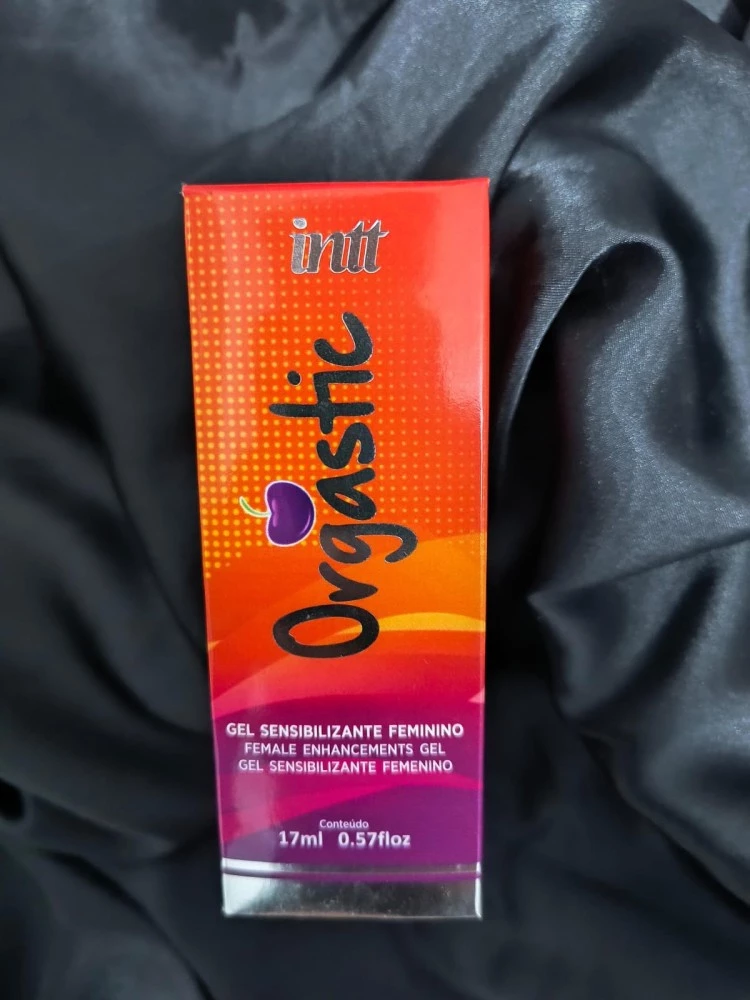 intt
Orgastic
GEL SENSIBILIZANTE FEMININO
FEMALE ENHANCEMENTS GEL
GEL SENSIBILIZANTE FEMENINO
Conteúdo
17ml 0.57floz